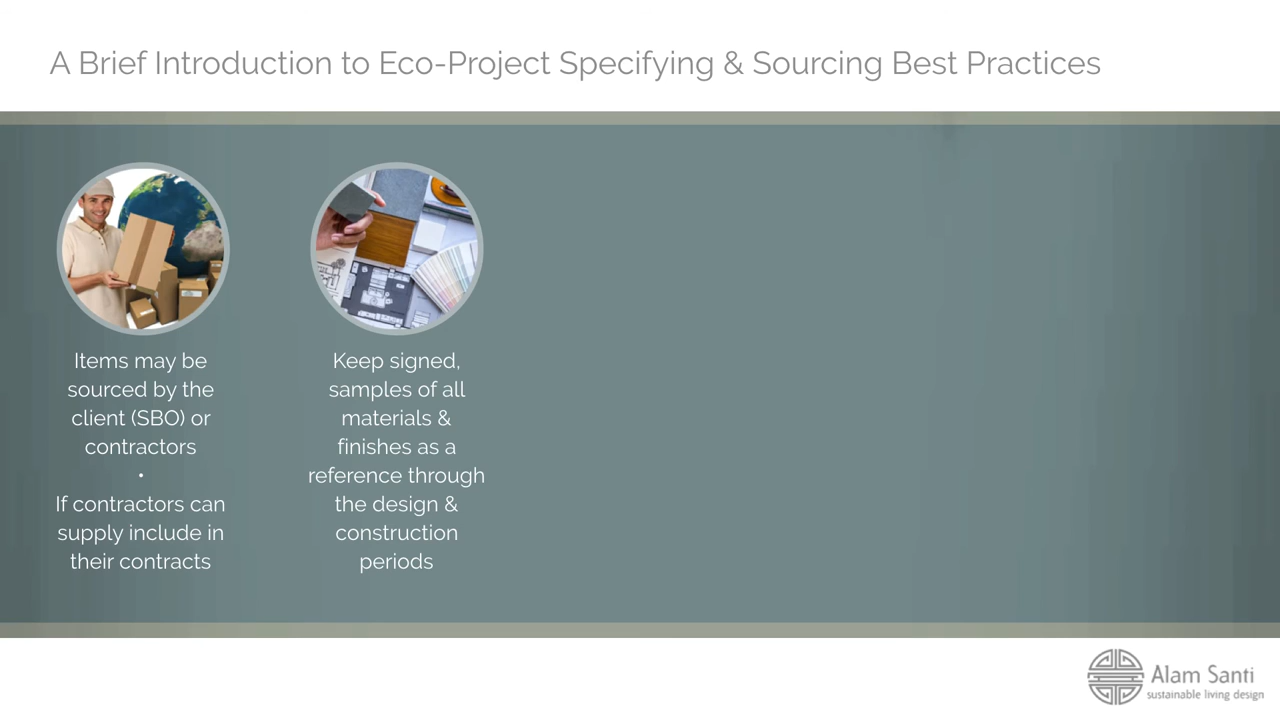 A Brief Introduction to Eco-Project Specifying & Sourcing Best Practices
Items may be
sourced by the
client (SBO) or
contractors
•
If contractors can
supply include in
their contracts
Keep signed,
samples of all
materials &
finishes as a
reference through
the design &
construction
periods
Alam Santi
sustainable living design